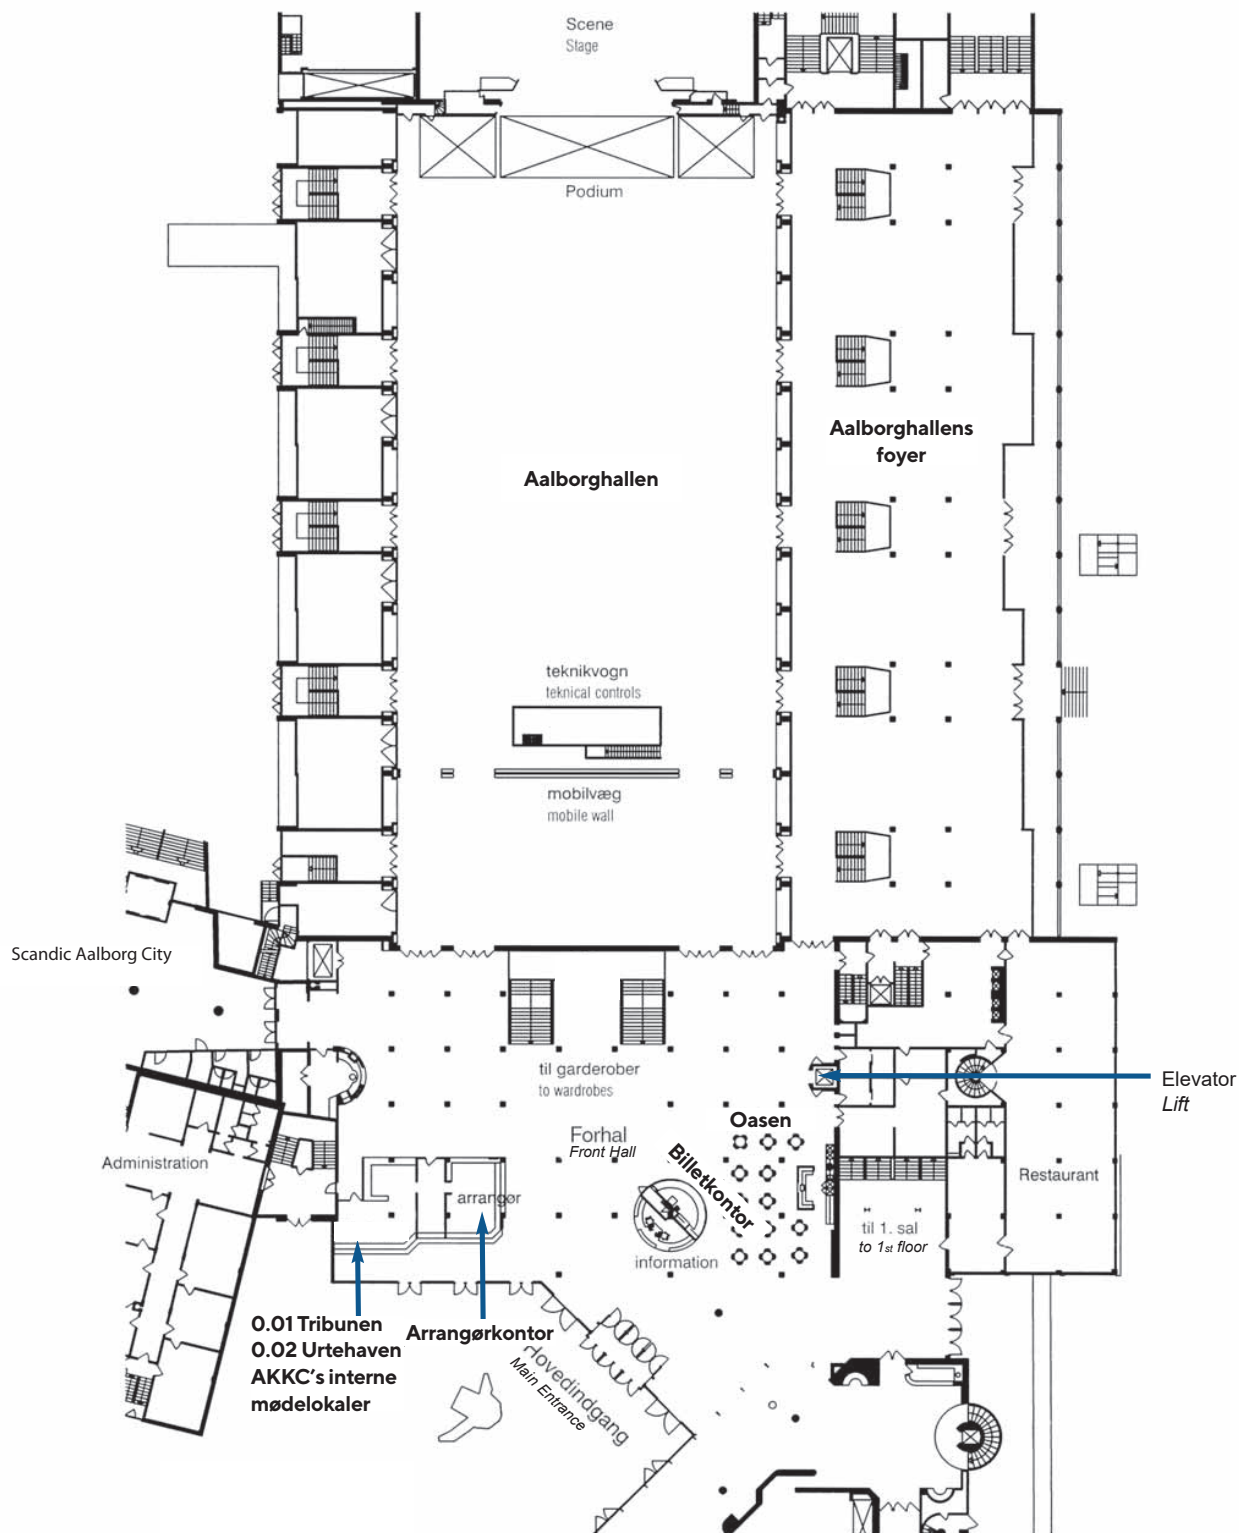 Scene
Stage
Podium
Aalborghallens
foyer
Aalborghallen
teknikvogn
teknical controls
mobilvæg
mobile wall
Scandic Aalborg City
til garderober
to wardrobes
Elevator
Lift
Oasen
Forhal
Front Hall
Billetkontor
Administration
arrangør
Restaurant
til 1. sal
to 1st floor
information
0.01 Tribunen
0.02 Urtehaven
AKKC's interne
mødelokaler
Arrangørkontor
Hovedindgang
Main Entrance